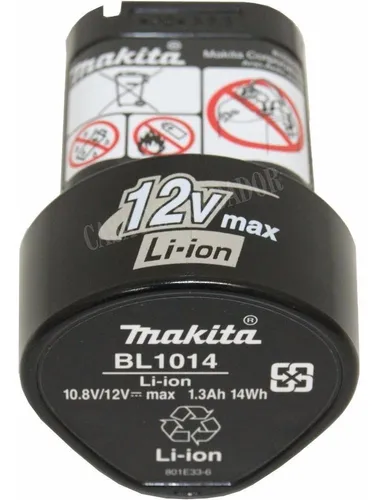 makita
Makita
12v max
Li-ion
makita®
BL1014
Li-ion
10.8V/12V⎓ max 1.3Ah 14Wh
Li-ion
801E33-6